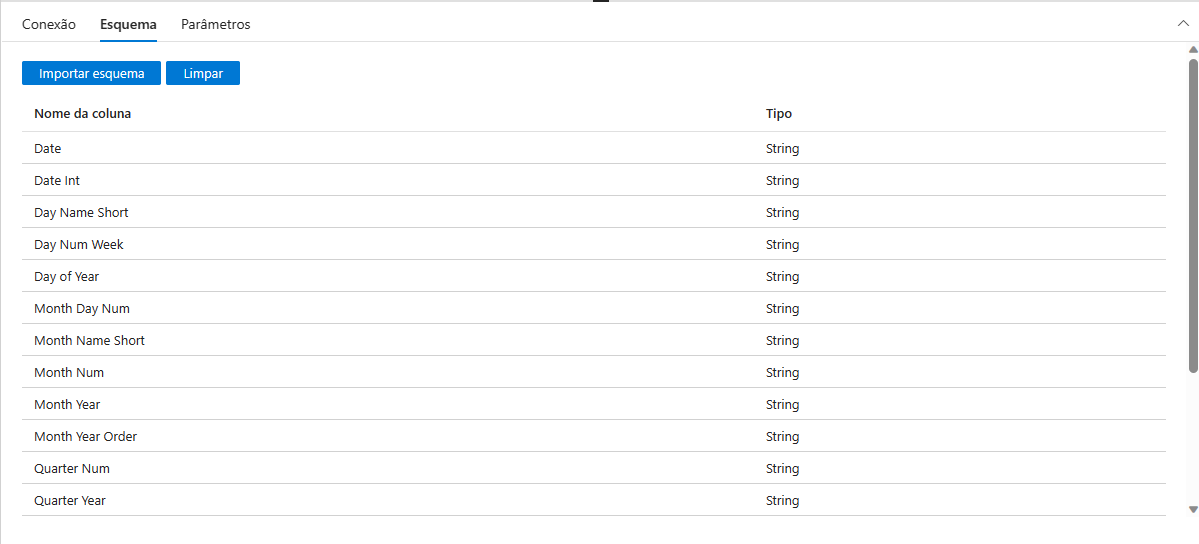 Conexão Esquema Parâmetros
Importar esquema Limpar
Nome da coluna Tipo
Date String
Date Int String
Day Name Short String
Day Num Week String
Day of Year String
Month Day Num String
Month Name Short String
Month Num String
Month Year String
Month Year Order String
Quarter Num String
Quarter Year String